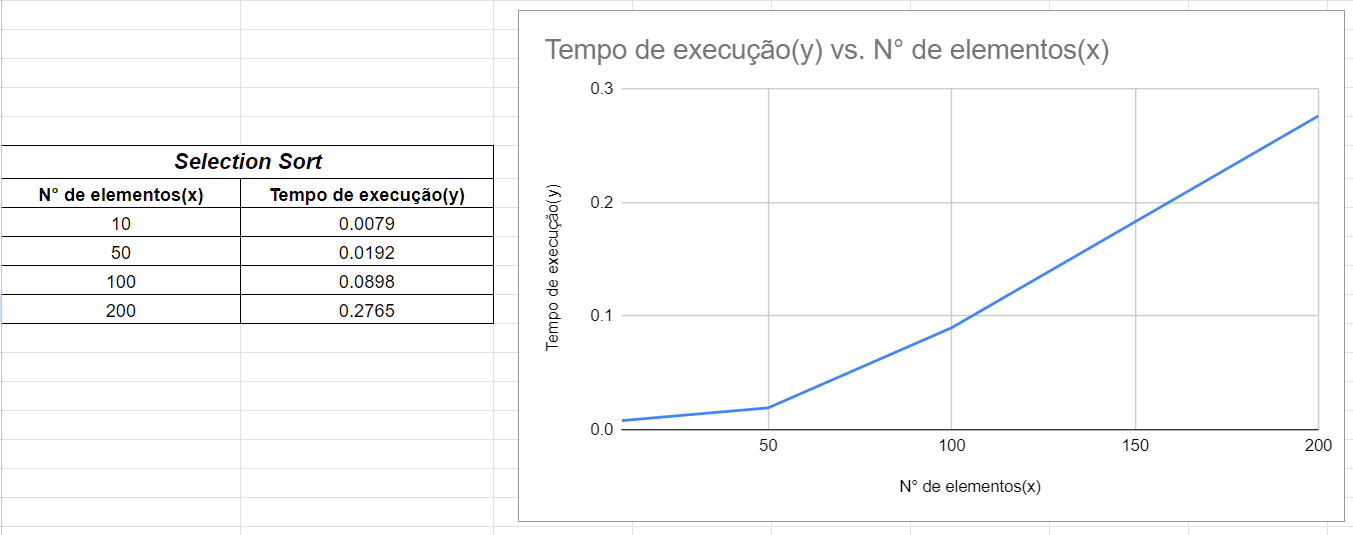 Selection Sort
N° de elementos(x) Tempo de execução(y)
10 0.0079
50 0.0192
100 0.0898
200 0.2765
Tempo de execução(y) vs. N° de elementos(x)
Tempo de execução(y)
0.3
0.2
0.1
0.0
50 100 150 200
N° de elementos(x)